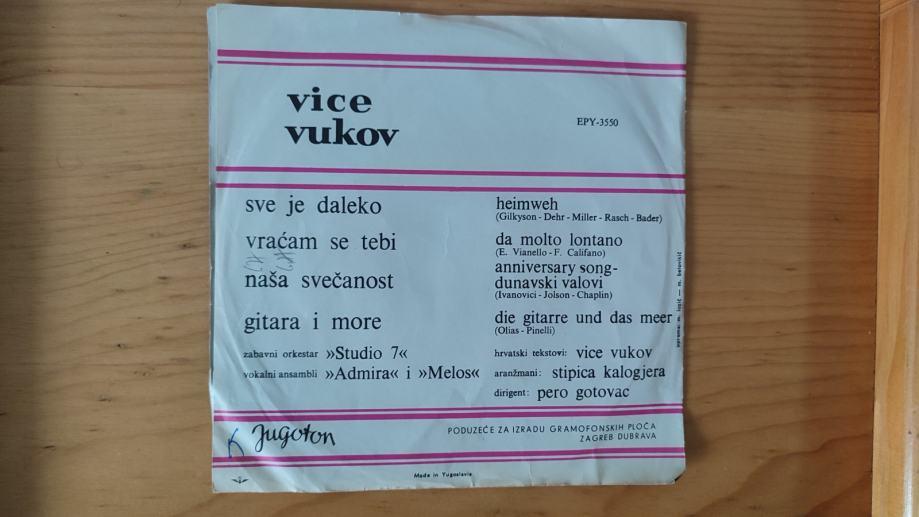 vice
vukov
EPY-3550
sve je daleko
heimweh
(Gilkyson - Dehr - Miller - Rasch - Bader)
vraćam se tebi
da molto lontano
(E. Vianello - F. Califano)
naša svečanost
anniversary song-
dunavski valovi
(Ivanovici - Jolson - Chaplin)
gitara i more
die gitarre und das meer
(Olias - Pinelli)
zabavni orkestar »Studio 7«
vokalni ansambli »Admira« i »Melos«
hrvatski tekstovi: vice vukov
aranžmani: stipica kalogjera
dirigent: pero gotovac
Jugoton
PODUZEĆE ZA IZRADU GRAMOFONSKIH PLOČA
ZAGREB DUBRAVA
Made in Yugoslavia